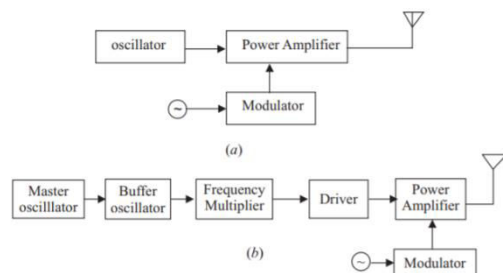 oscillator
Power Amplifier
Modulator
(a)
Master
oscilllator
Buffer
oscillator
Frequency
Multiplier
Driver
Power
Amplifier
(b)
Modulator